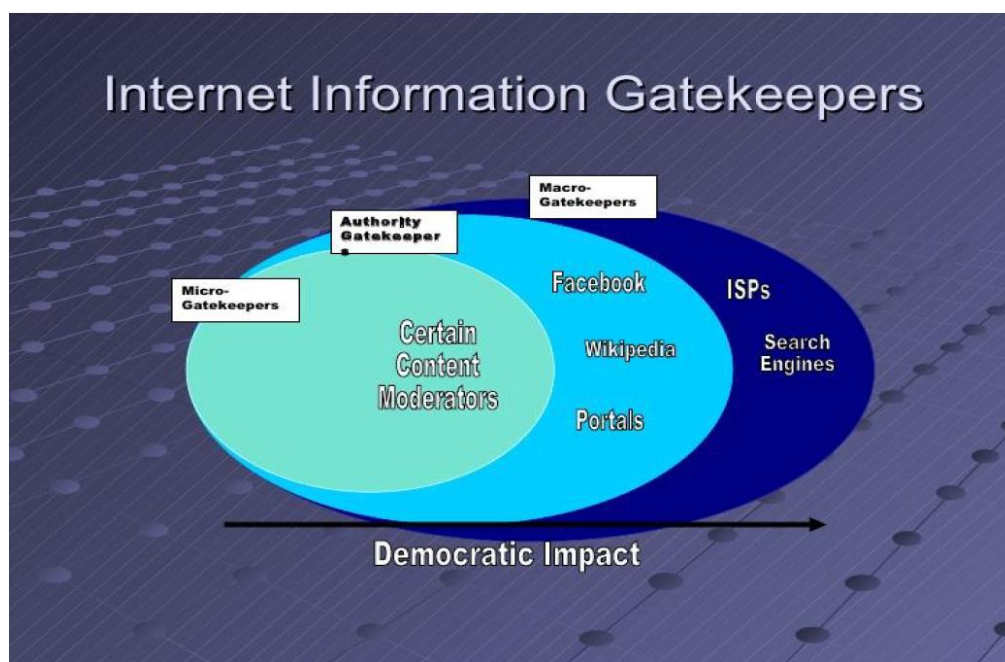 Internet Information Gatekeepers
Macro-
Gatekeepers
Authority
Gatekeeper
s
Micro-
Gatekeepers
Facebook
ISPs
Certain
Content
Moderators
Wikipedia
Search
Engines
Portals
Democratic Impact